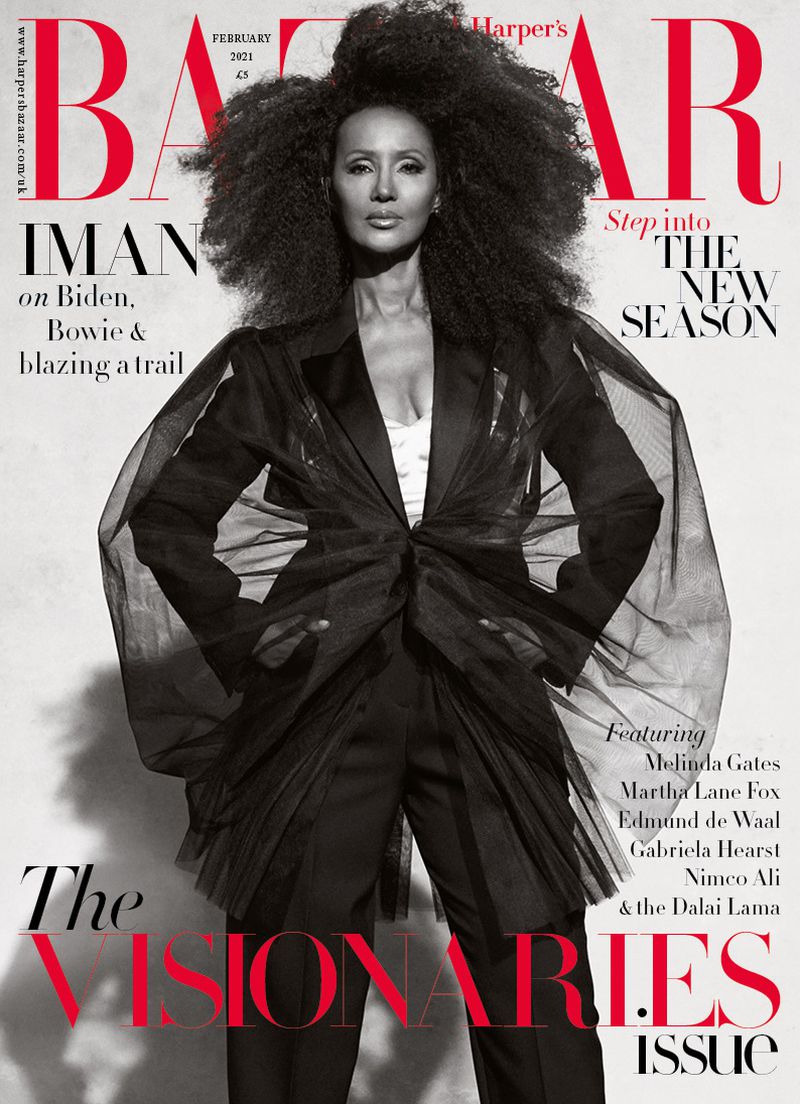 Harper's
BAZAAR
www.harpersbazaar.com/uk
FEBRUARY
2021
£5
IMAN
on Biden,
Bowie &
blazing a trail
Step into
THE
NEW
SEASON
Featuring
Melinda Gates
Martha Lane Fox
Edmund de Waal
Gabriela Hearst
Nimco Ali
& the Dalai Lama
The
VISIONARIES
issue